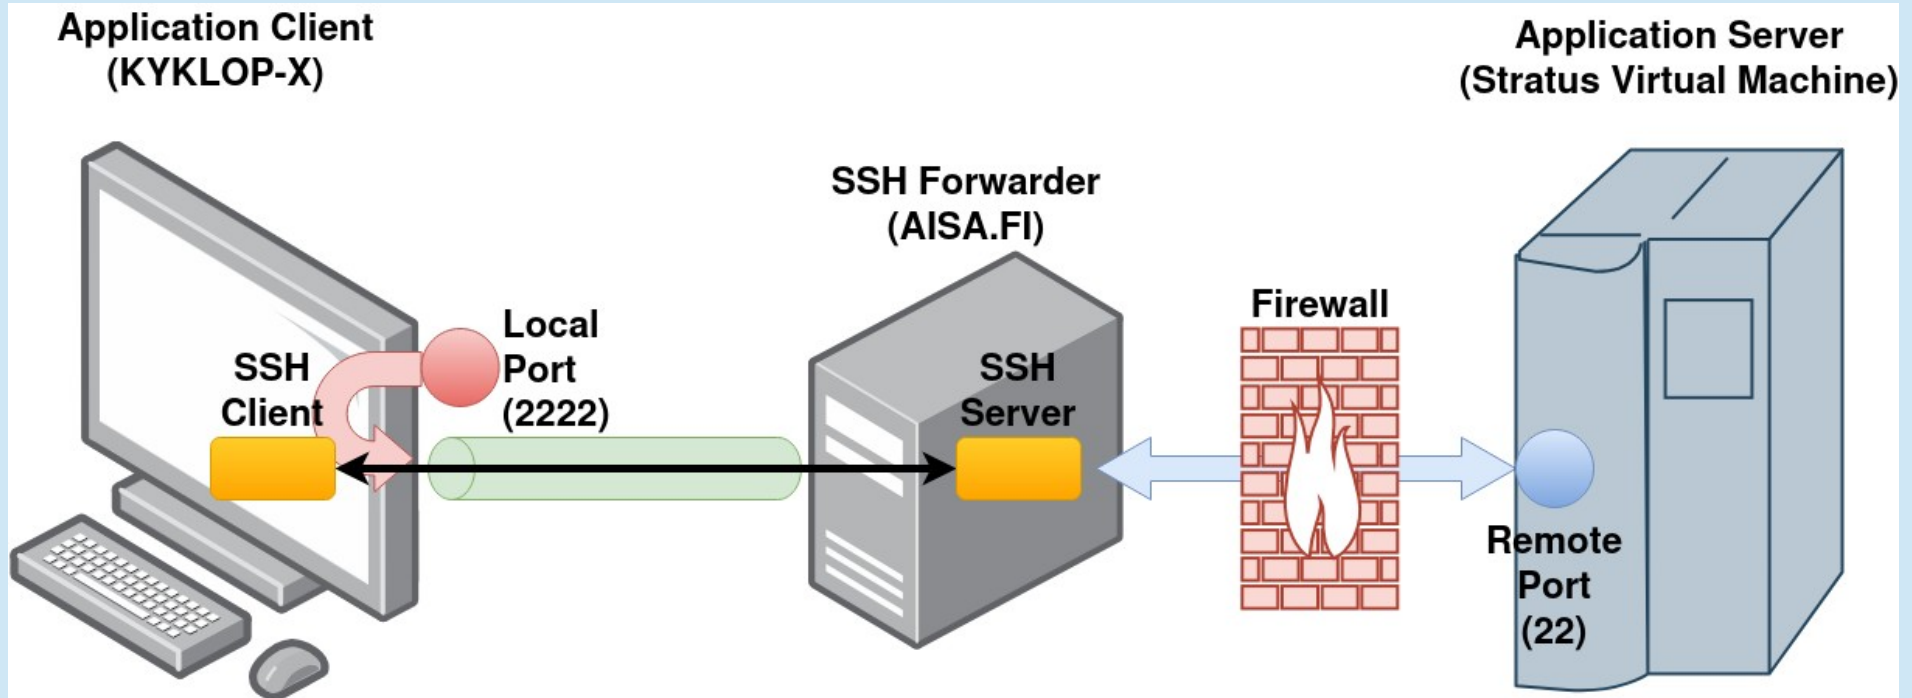 Application Client
(KYKLOP-X)
Application Server
(Stratus Virtual Machine)
SSH Forwarder
(AISA.FI)
Firewall
Local
Port
(2222)
SSH
Client
SSH
Server
Remote
Port
(22)